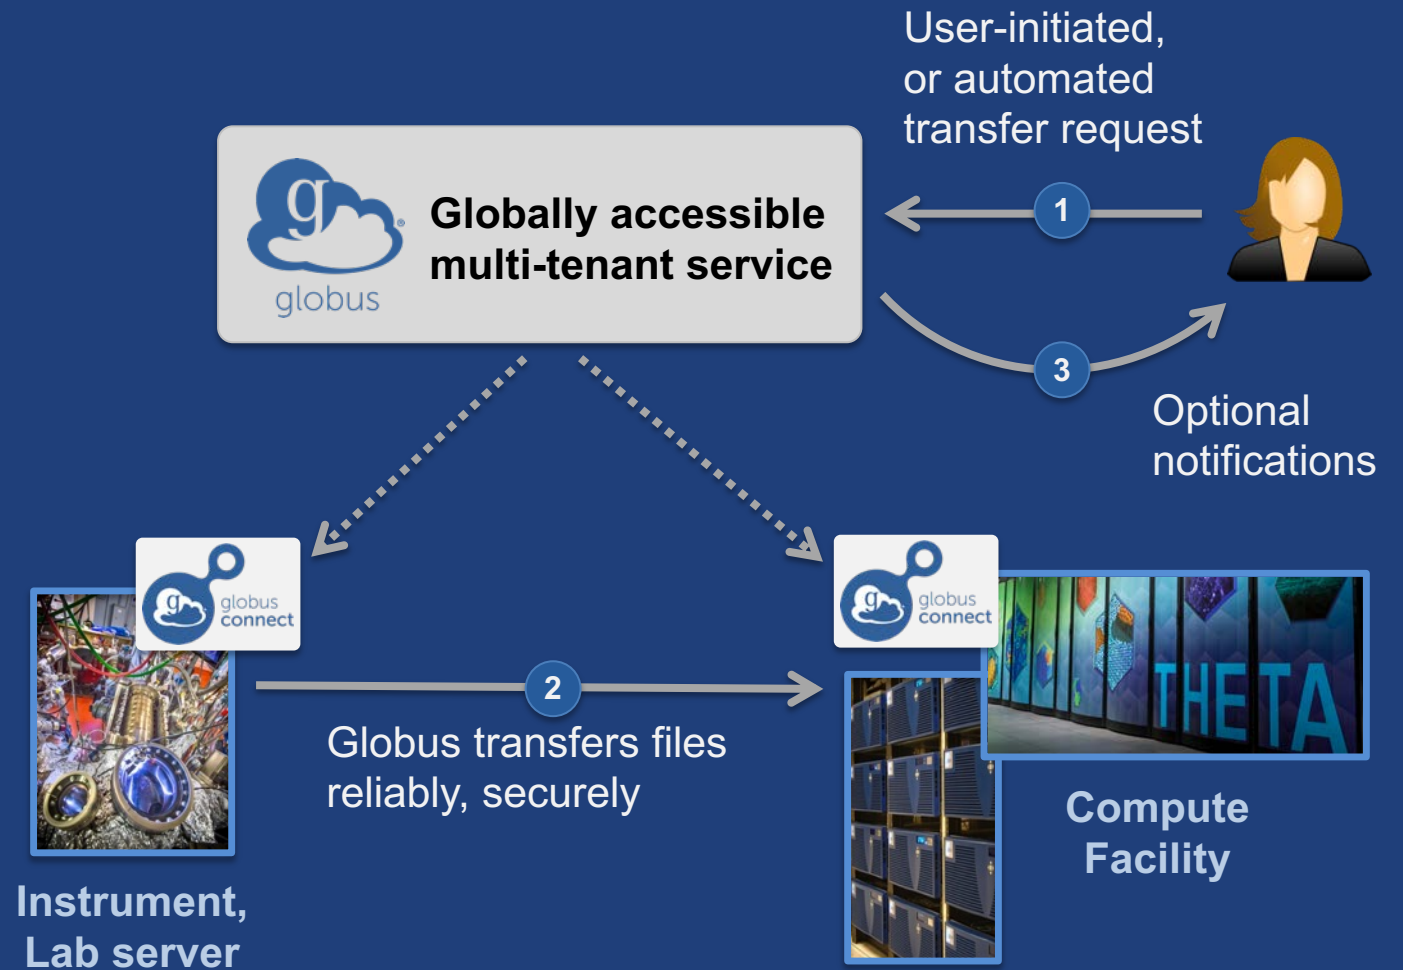 User-initiated,
or automated
transfer request
g
®
globus
Globally accessible
multi-tenant service
1
3
Optional
notifications
g
globus
connect
g
globus
connect
2
Globus transfers files
reliably, securely
THETA
Compute
Facility
Instrument,
Lab server